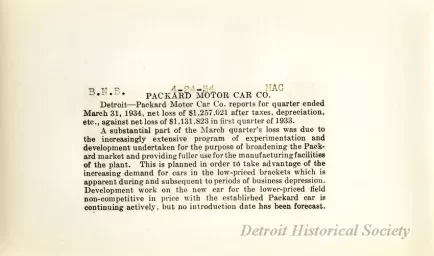 B.N.B. 4-24-34 MAG
PACKARD MOTOR CAR CO.
Detroit—Packard Motor Car Co. reports for quarter ended
March 31, 1934, net loss of $1,257,021 after taxes, depreciation,
etc., against net loss of $1,131,823 in first quarter of 1933.
A substantial part of the March quarter's loss was due to
the increasingly extensive program of experimentation and
development undertaken for the purpose of broadening the Pack-
ard market and providing fuller use for the manufacturing facilities
of the plant. This is planned in order to take advantage of the
increasing demand for cars in the low-priced brackets which is
apparent during and subsequent to periods of business depression.
Development work on the new car for the lower-priced field
non-competitive in price with the established Packard car is
continuing actively, but no introduction date has been forecast.
Detroit Historical Society